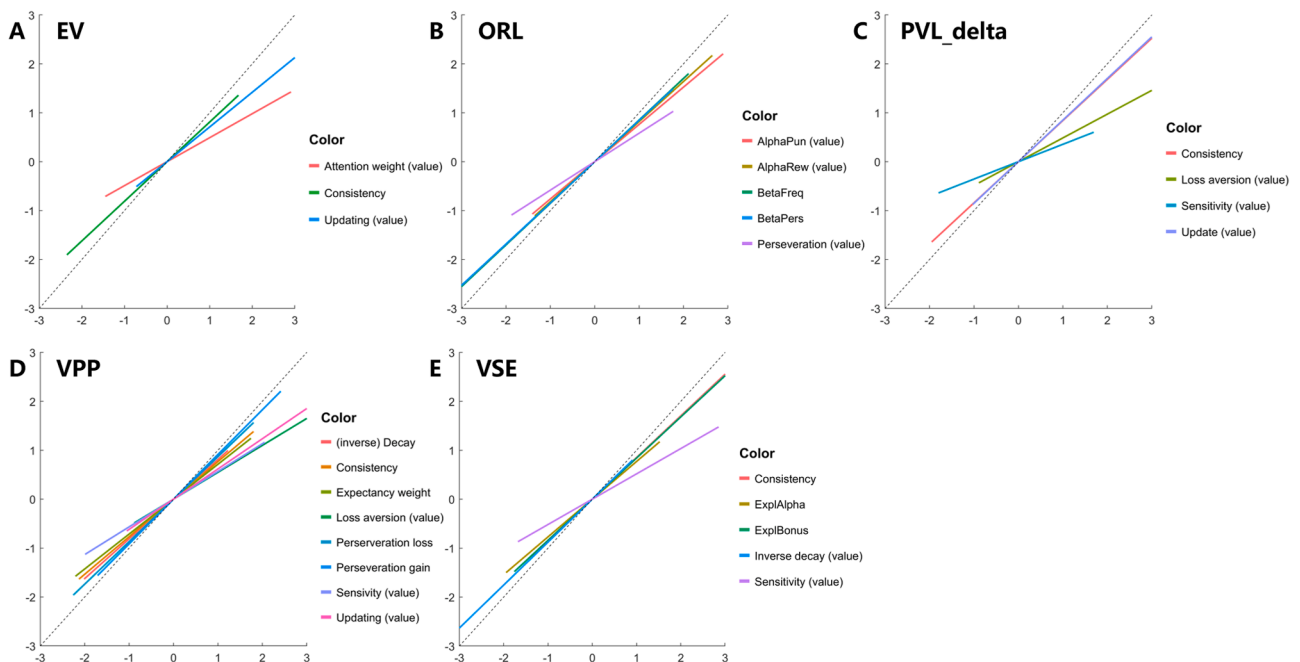 A EV
3
2
1
0
-1
-2
-3
-3 -2 -1 0 1 2 3
Color
Attention weight (value)
Consistency
Updating (value)
B ORL
3
2
1
0
-1
-2
-3
-3 -2 -1 0 1 2 3
Color
AlphaPun (value)
AlphaRew (value)
BetaFreq
BetaPers
Perseveration (value)
C PVL_delta
3
2
1
0
-1
-2
-3
-3 -2 -1 0 1 2 3
Color
Consistency
Loss aversion (value)
Sensitivity (value)
Update (value)
D VPP
3
2
1
0
-1
-2
-3
-3 -2 -1 0 1 2 3
Color
(inverse) Decay
Consistency
Expectancy weight
Loss aversion (value)
Perserveration loss
Perseveration gain
Sensivity (value)
Updating (value)
E VSE
3
2
1
0
-1
-2
-3
-3 -2 -1 0 1 2 3
Color
Consistency
ExplAlpha
ExplBonus
Inverse decay (value)
Sensitivity (value)